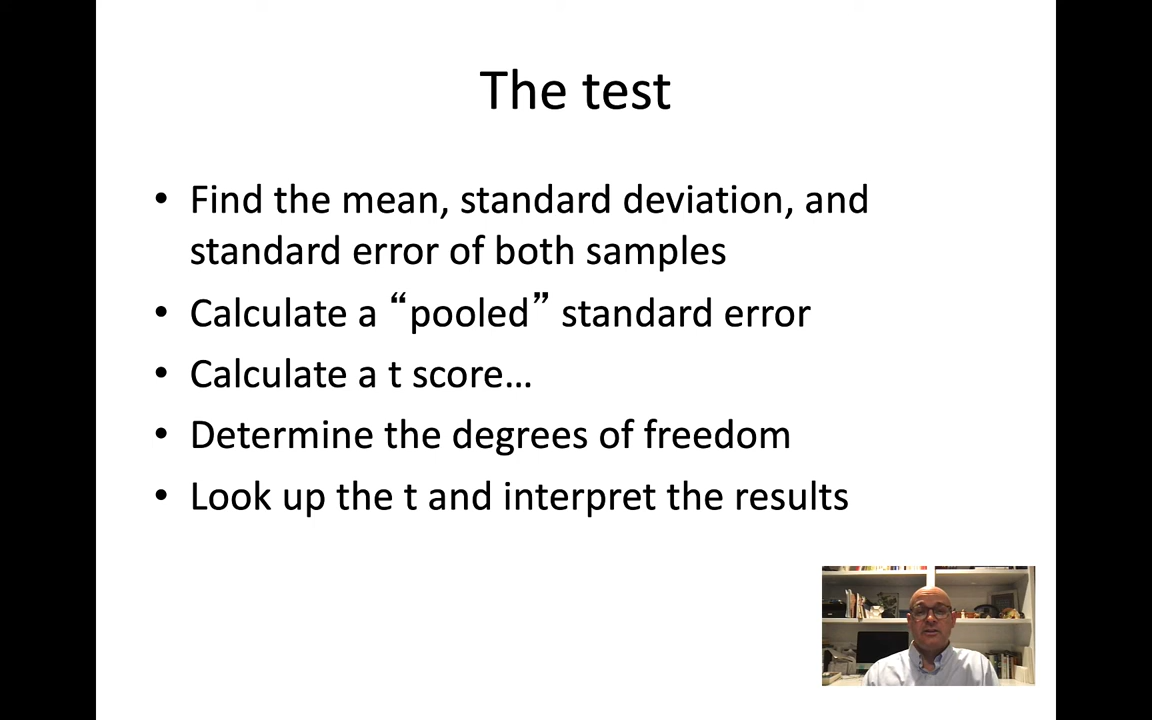 The test
• Find the mean, standard deviation, and
standard error of both samples
• Calculate a “pooled” standard error
• Calculate a t score…
• Determine the degrees of freedom
• Look up the t and interpret the results